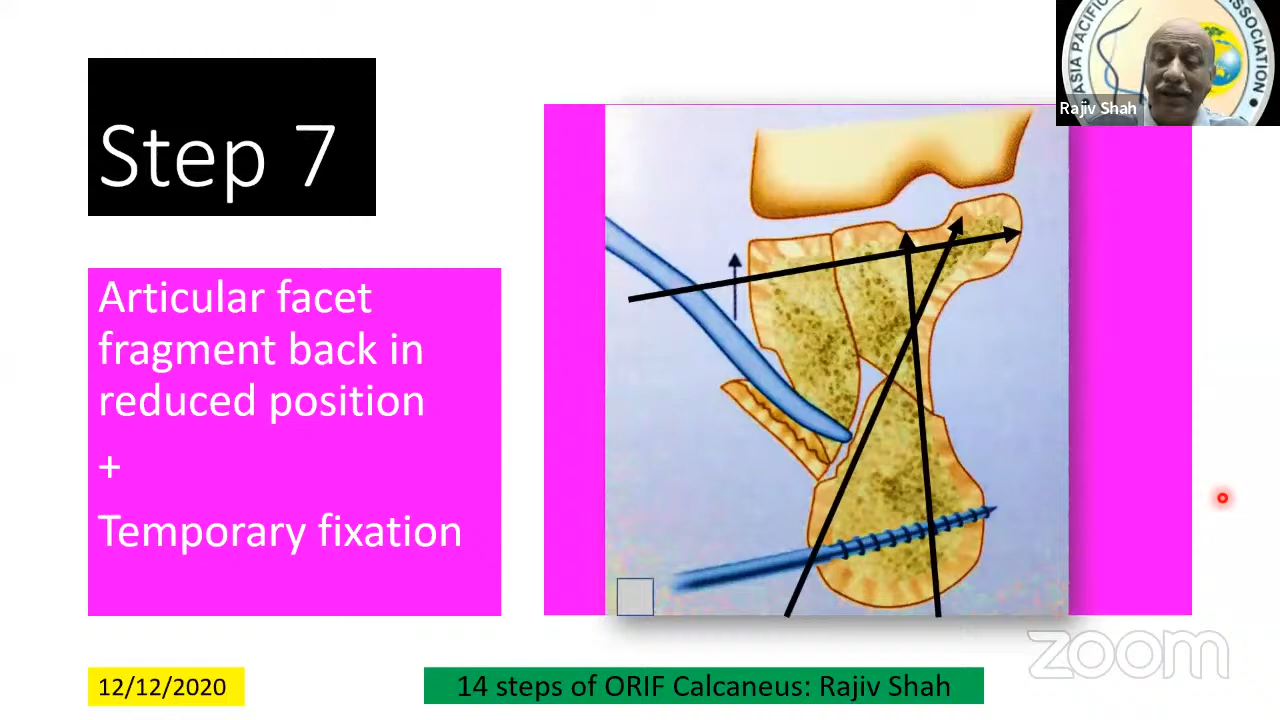 Step 7
Articular facet
fragment back in
reduced position
+
Temporary fixation
12/12/2020
14 steps of ORIF Calcaneus: Rajiv Shah
ASIA PACIFIC
ASSOCIATION
Rajiv Shah
zoom